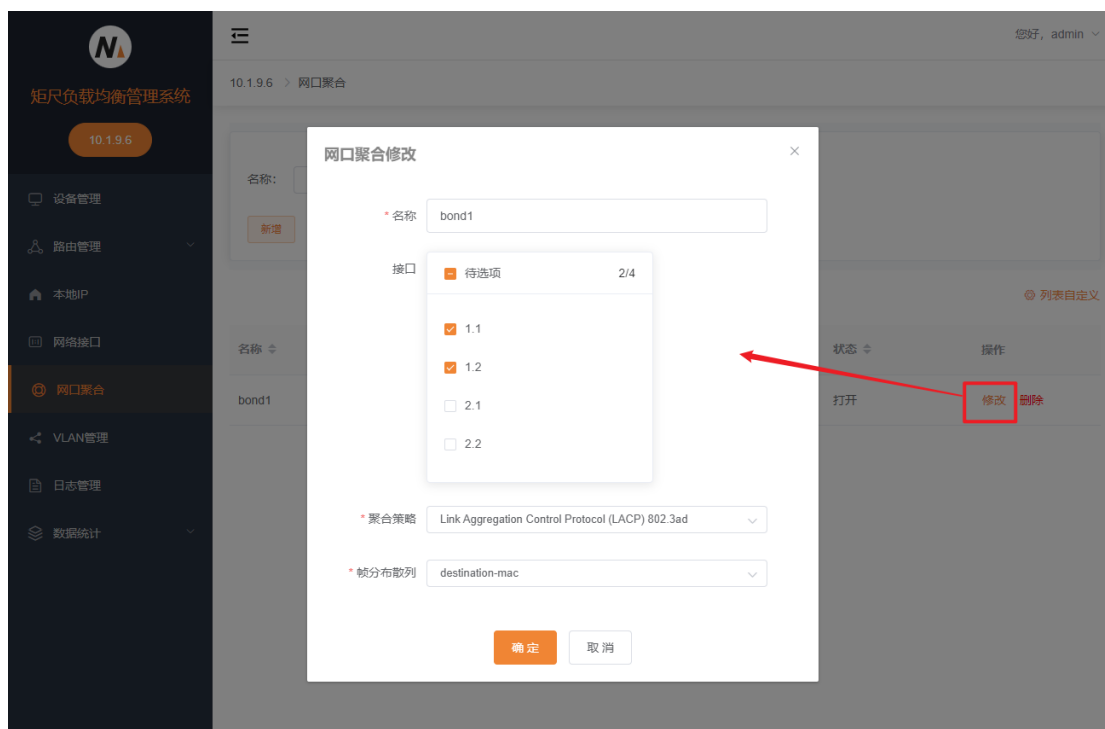 您好，admin
矩尺负载均衡管理系统
10.1.9.6
设备管理
路由管理
本地IP
网络接口
网口聚合
VLAN管理
日志管理
数据统计
10.1.9.6 > 网口聚合
名称：
新增
列表自定义
名称
状态
操作
bond1
打开
修改
删除
网口聚合修改
* 名称 bond1
接口
待选项 2/4
1.1
1.2
2.1
2.2
* 聚合策略 Link Aggregation Control Protocol (LACP) 802.3ad
* 帧分布散列 destination-mac
确定 取消